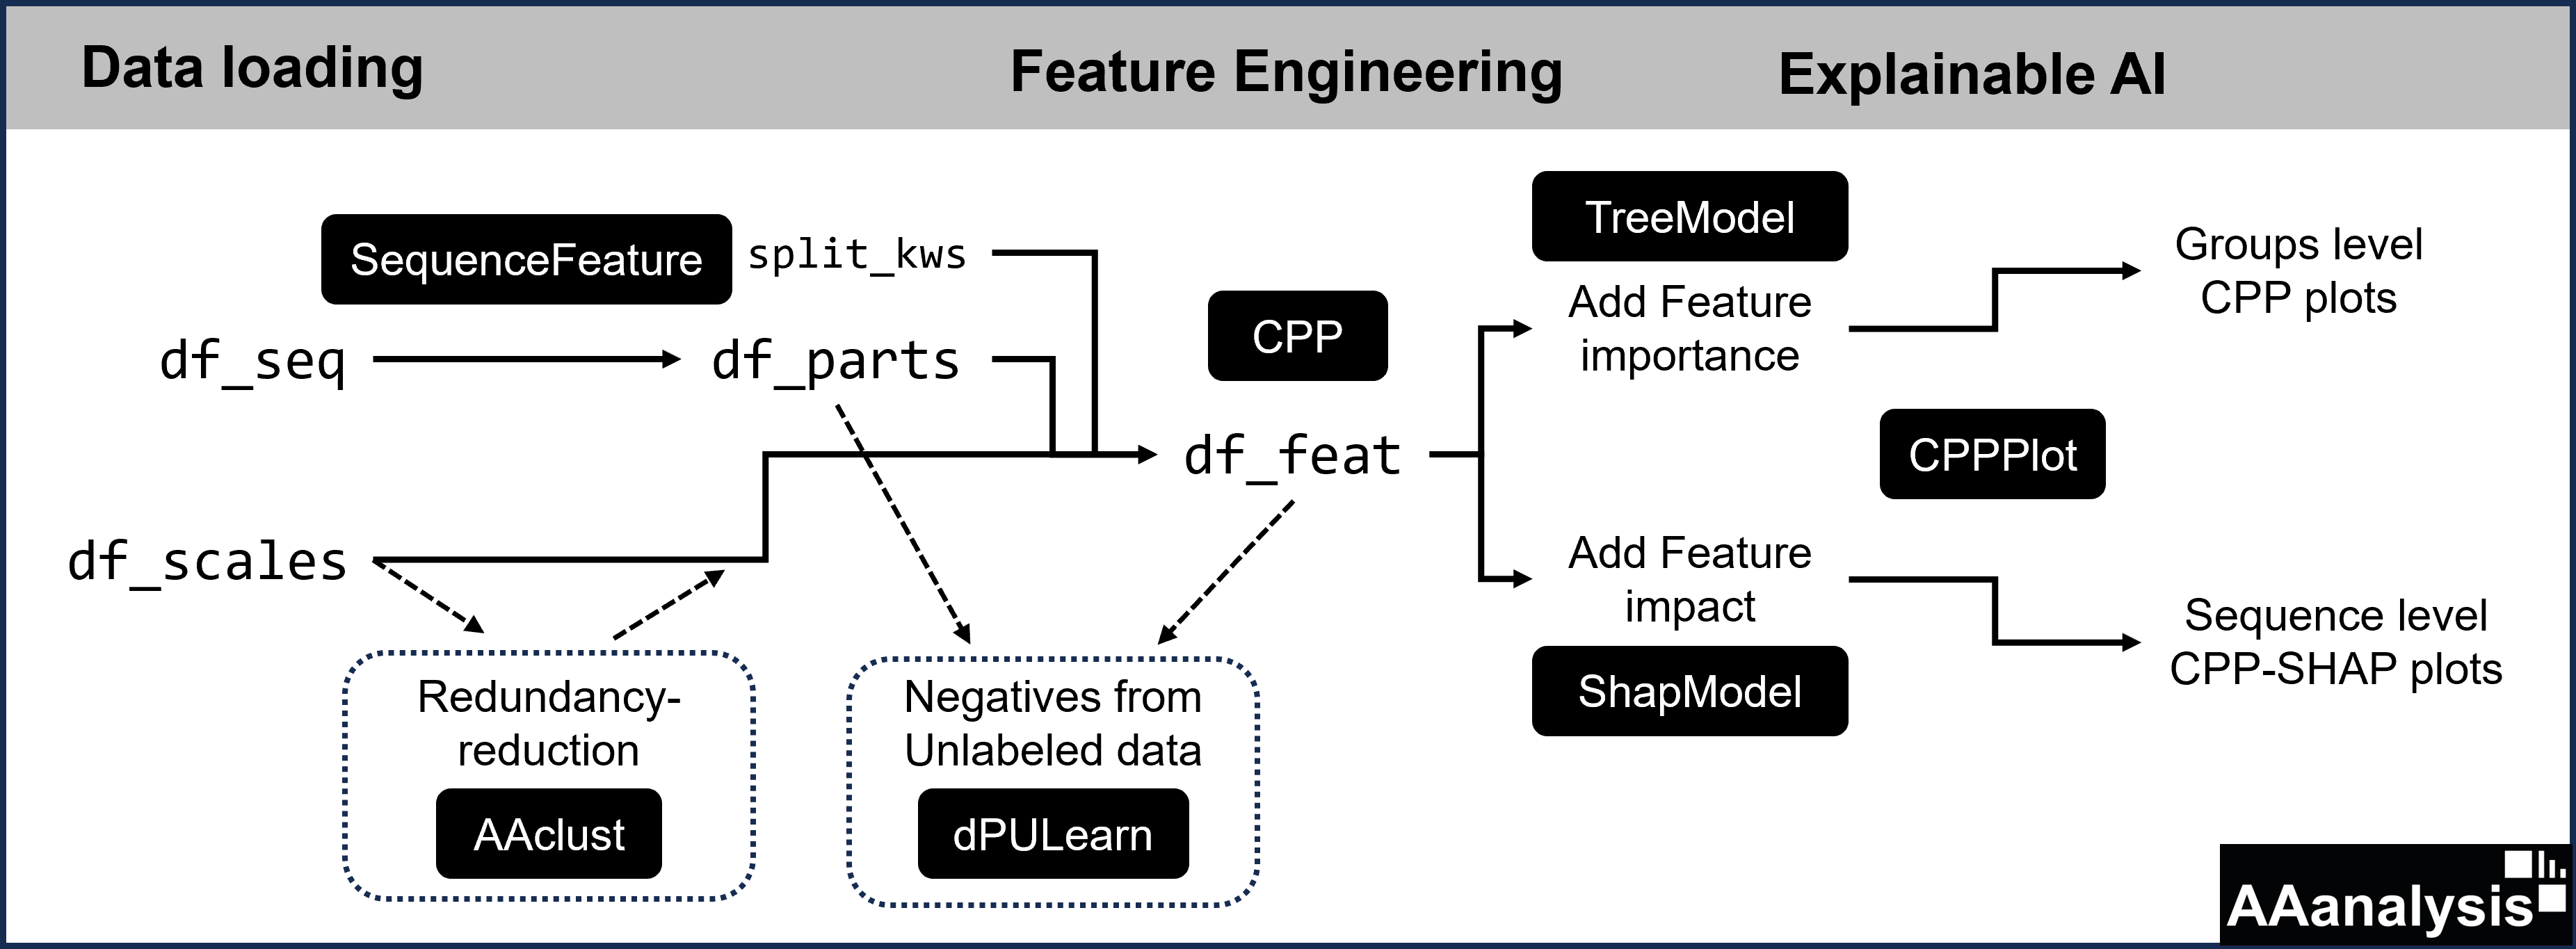 Data loading
Feature Engineering
Explainable AI
SequenceFeature
split_kws
df_seq
df_parts
df_scales
Redundancy-
reduction
AAclust
Negatives from
Unlabeled data
dPULearn
CPP
df_feat
TreeModel
Add Feature
importance
Add Feature
impact
ShapModel
CPPPlot
Groups level
CPP plots
Sequence level
CPP-SHAP plots
AAanalysis